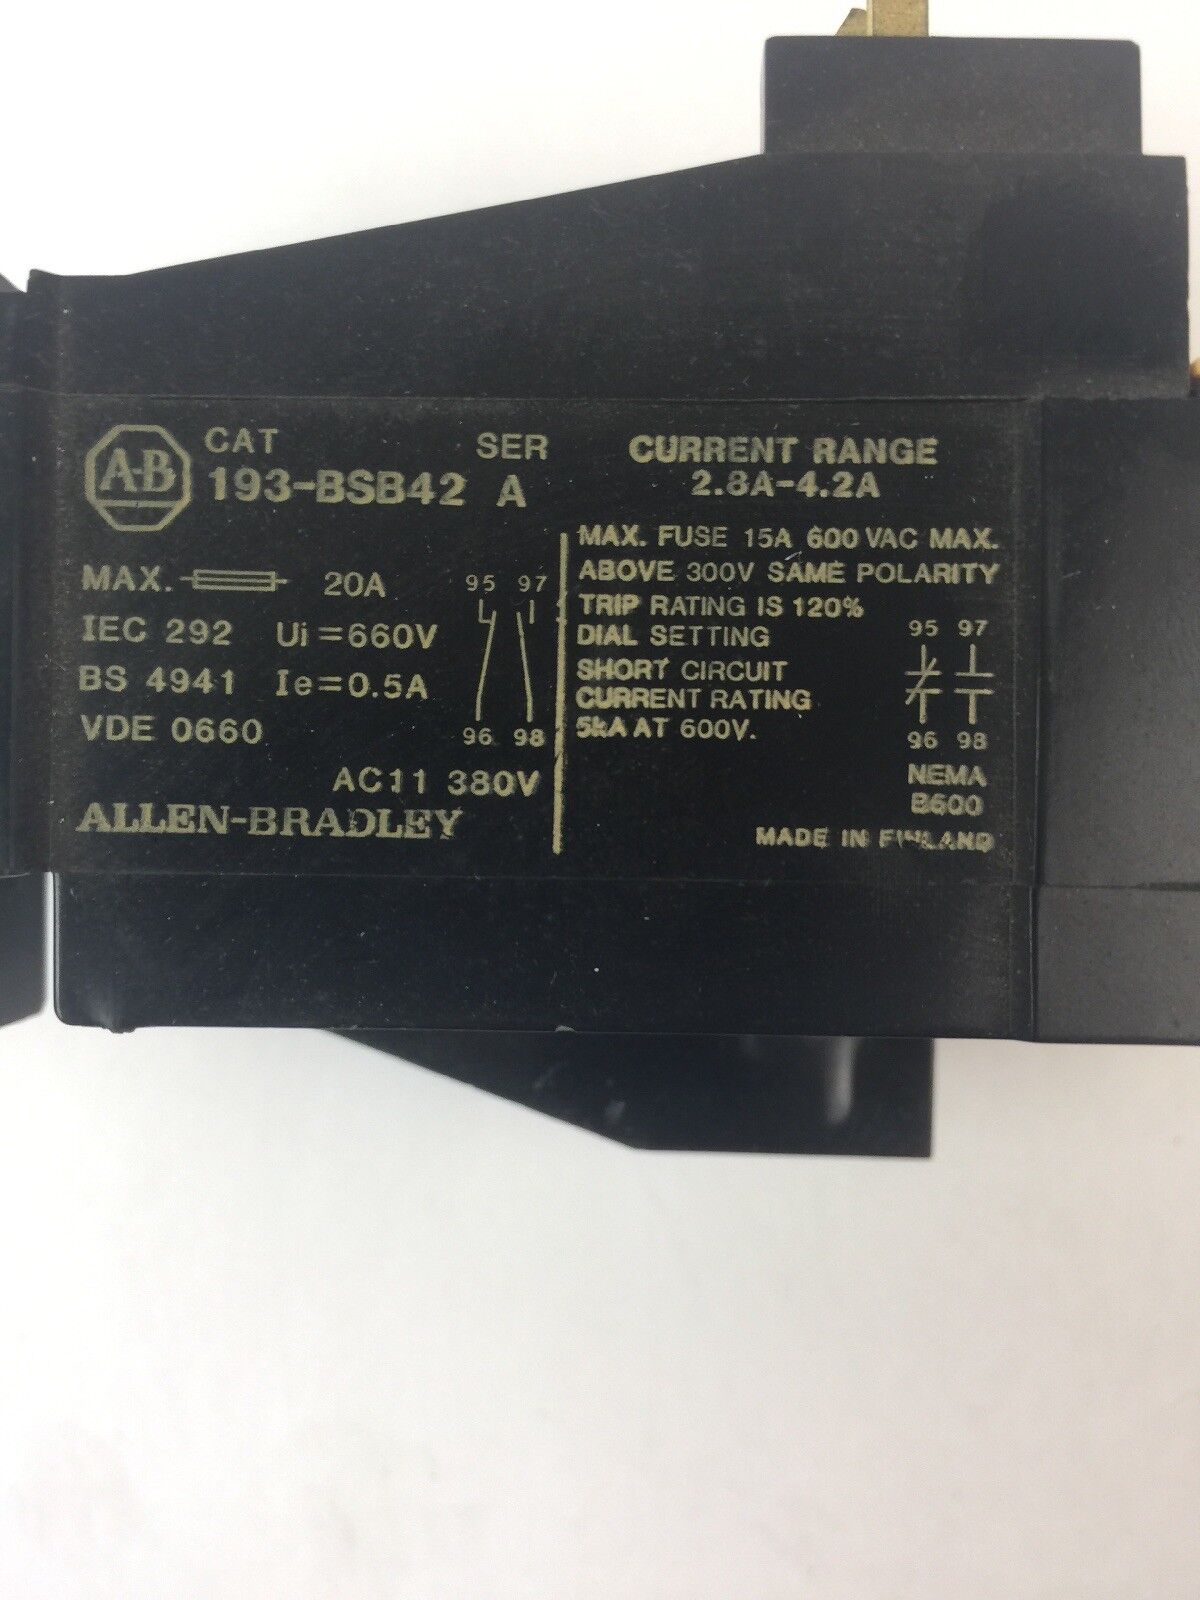 A-B
CAT SER
193-BSB42 A
MAX. 20A
IEC 292 Ui=660V
BS 4941 Ie=0.5A
VDE 0660
95 97
96 98
AC11 380V
ALLEN-BRADLEY
CURRENT RANGE
2.8A-4.2A
MAX. FUSE 15A 600 VAC MAX.
ABOVE 300V SAME POLARITY
TRIP RATING IS 120%
DIAL SETTING
SHORT CIRCUIT
CURRENT RATING
5kA AT 600V.
95 97
96 98
NEMA
B600
MADE IN FINLAND